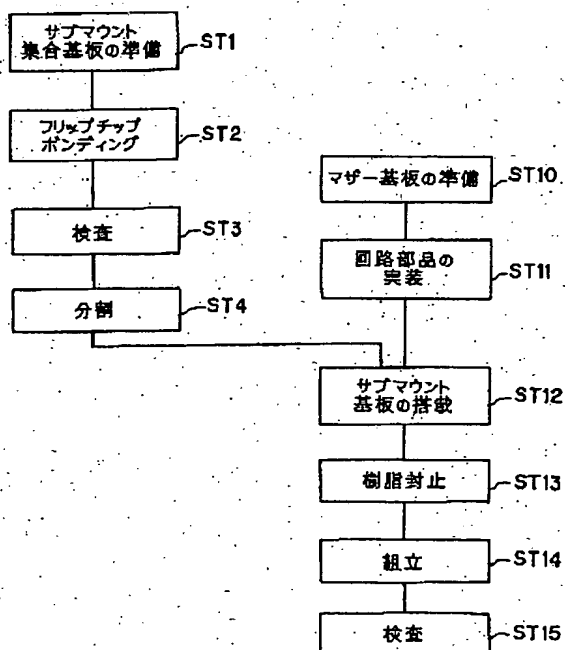 サブマウント
集合基板の準備
ST1
フリップチップ
ボンディング
ST2
検査
ST3
分割
ST4
マザー基板の準備
ST10
回路部品の
実装
ST11
サブマウント
基板の搭載
ST12
樹脂封止
ST13
組立
ST14
検査
ST15